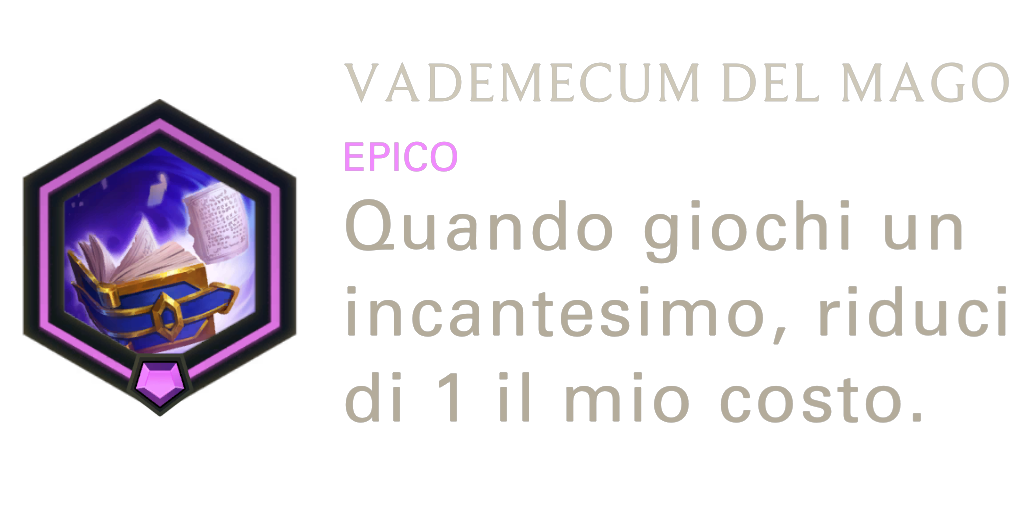 VADEMECUM DEL MAGO
EPICO
Quando giochi un
incantesimo, riduci
di 1 il mio costo.